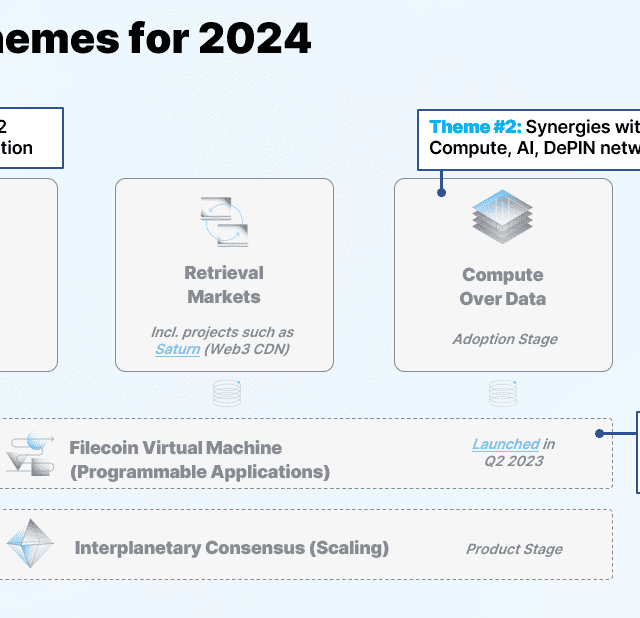 hemes for 2024
2
tion
Theme #2: Synergies wit
Compute, AI, DePIN netw
Retrieval
Markets
Incl. projects such as
Saturn (Web3 CDN)
Compute
Over Data
Adoption Stage
Filecoin Virtual Machine
(Programmable Applications)
Launched in
Q2 2023
Interplanetary Consensus (Scaling)
Product Stage